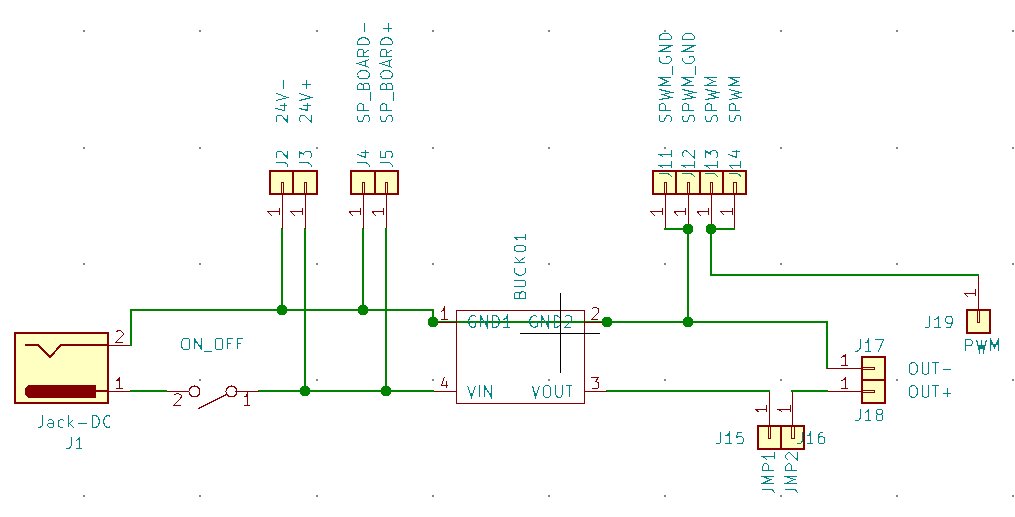 24V-
24V+
SP_BOARD-
SP_BOARD+
SPWM_GND
SPWM_GND
SPWM
SPWM
J2
J3
J4
J5
J11
J12
J13
J14
1
1
1
1
1
1
1
1
BUCK01
1
GND1
GND2
2
4
VIN
VOUT
3
2
1
Jack-DC
J1
ON_OFF
2
1
1
J19
PWM
J17
1
OUT-
1
OUT+
J18
1
1
J15
J16
JMP1
JMP2